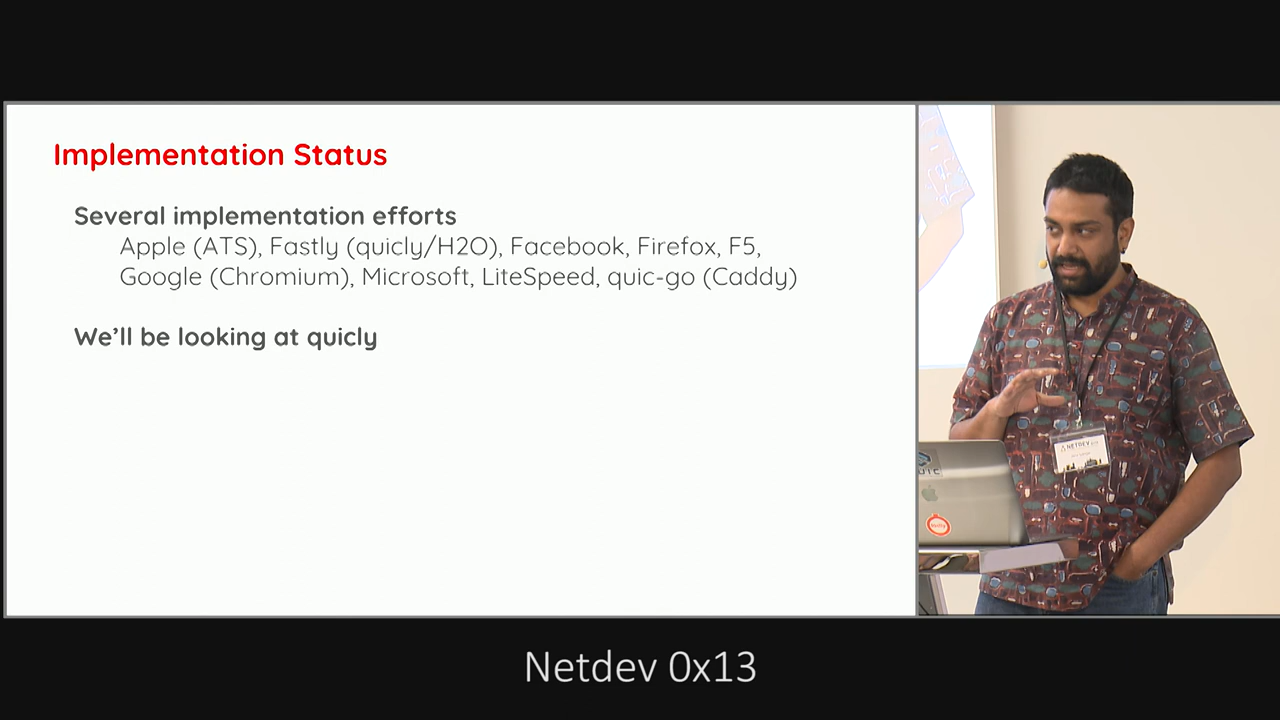 Implementation Status
Several implementation efforts
Apple (ATS), Fastly (quicly/H2O), Facebook, Firefox, F5,
Google (Chromium), Microsoft, LiteSpeed, quic-go (Caddy)
We'll be looking at quicly
NETDEV
Netdev 0x13